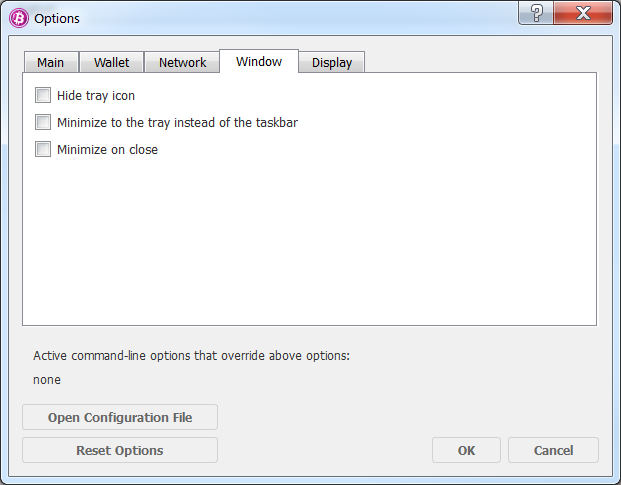 Options
Main Wallet Network Window Display
Hide tray icon
Minimize to the tray instead of the taskbar
Minimize on close
Active command-line options that override above options:
none
Open Configuration File
Reset Options OK Cancel